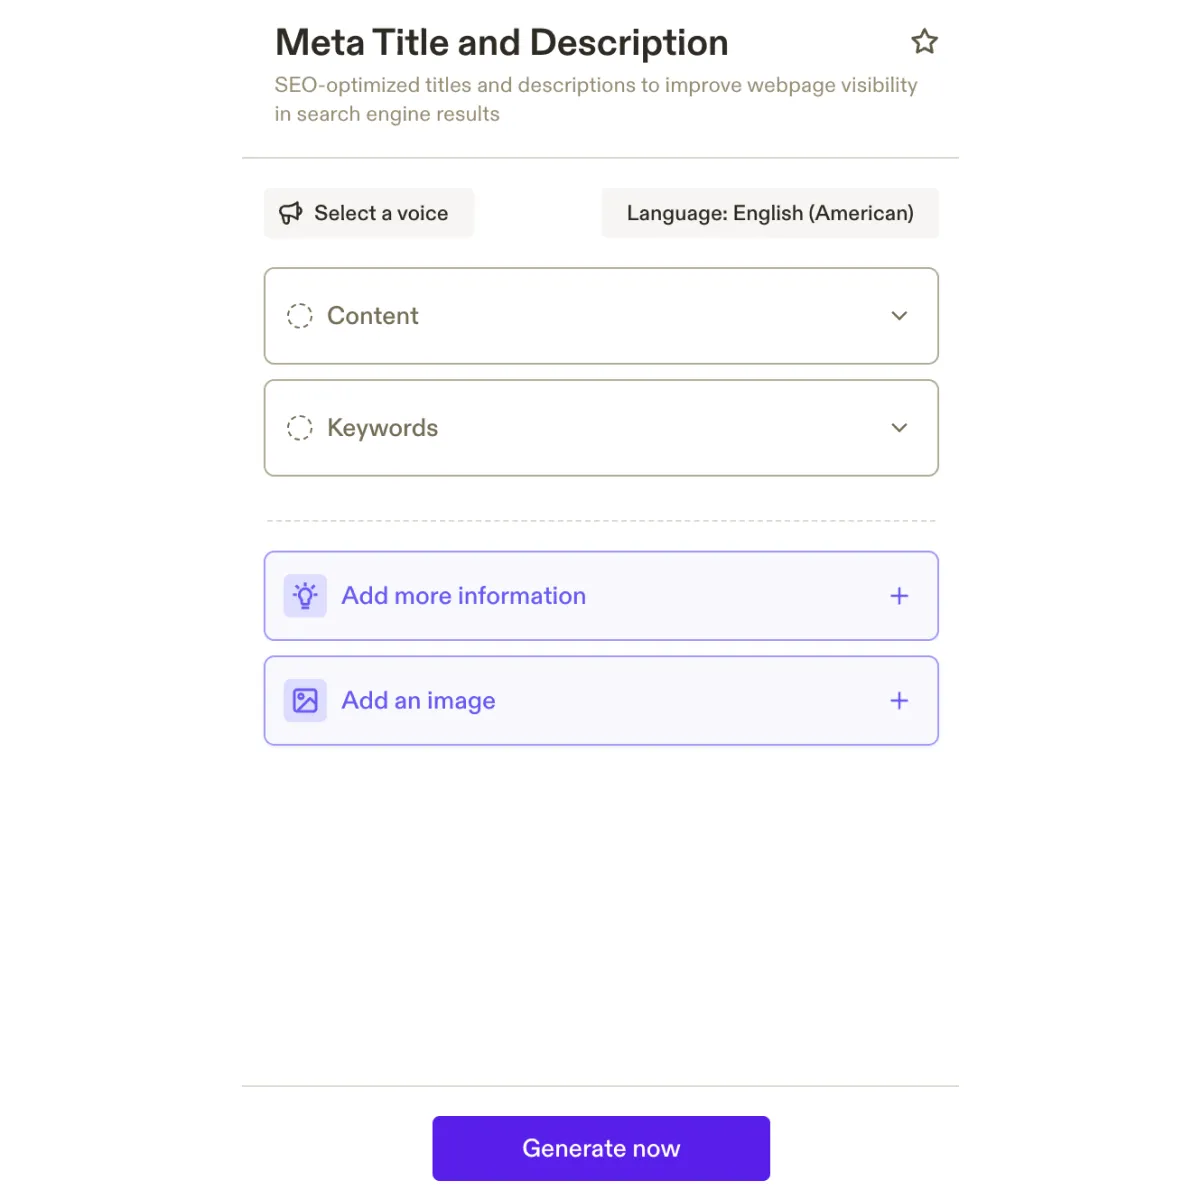 Meta Title and Description
SEO-optimized titles and descriptions to improve webpage visibility
in search engine results
Select a voice
Language: English (American)
Content
Keywords
Add more information
Add an image
Generate now